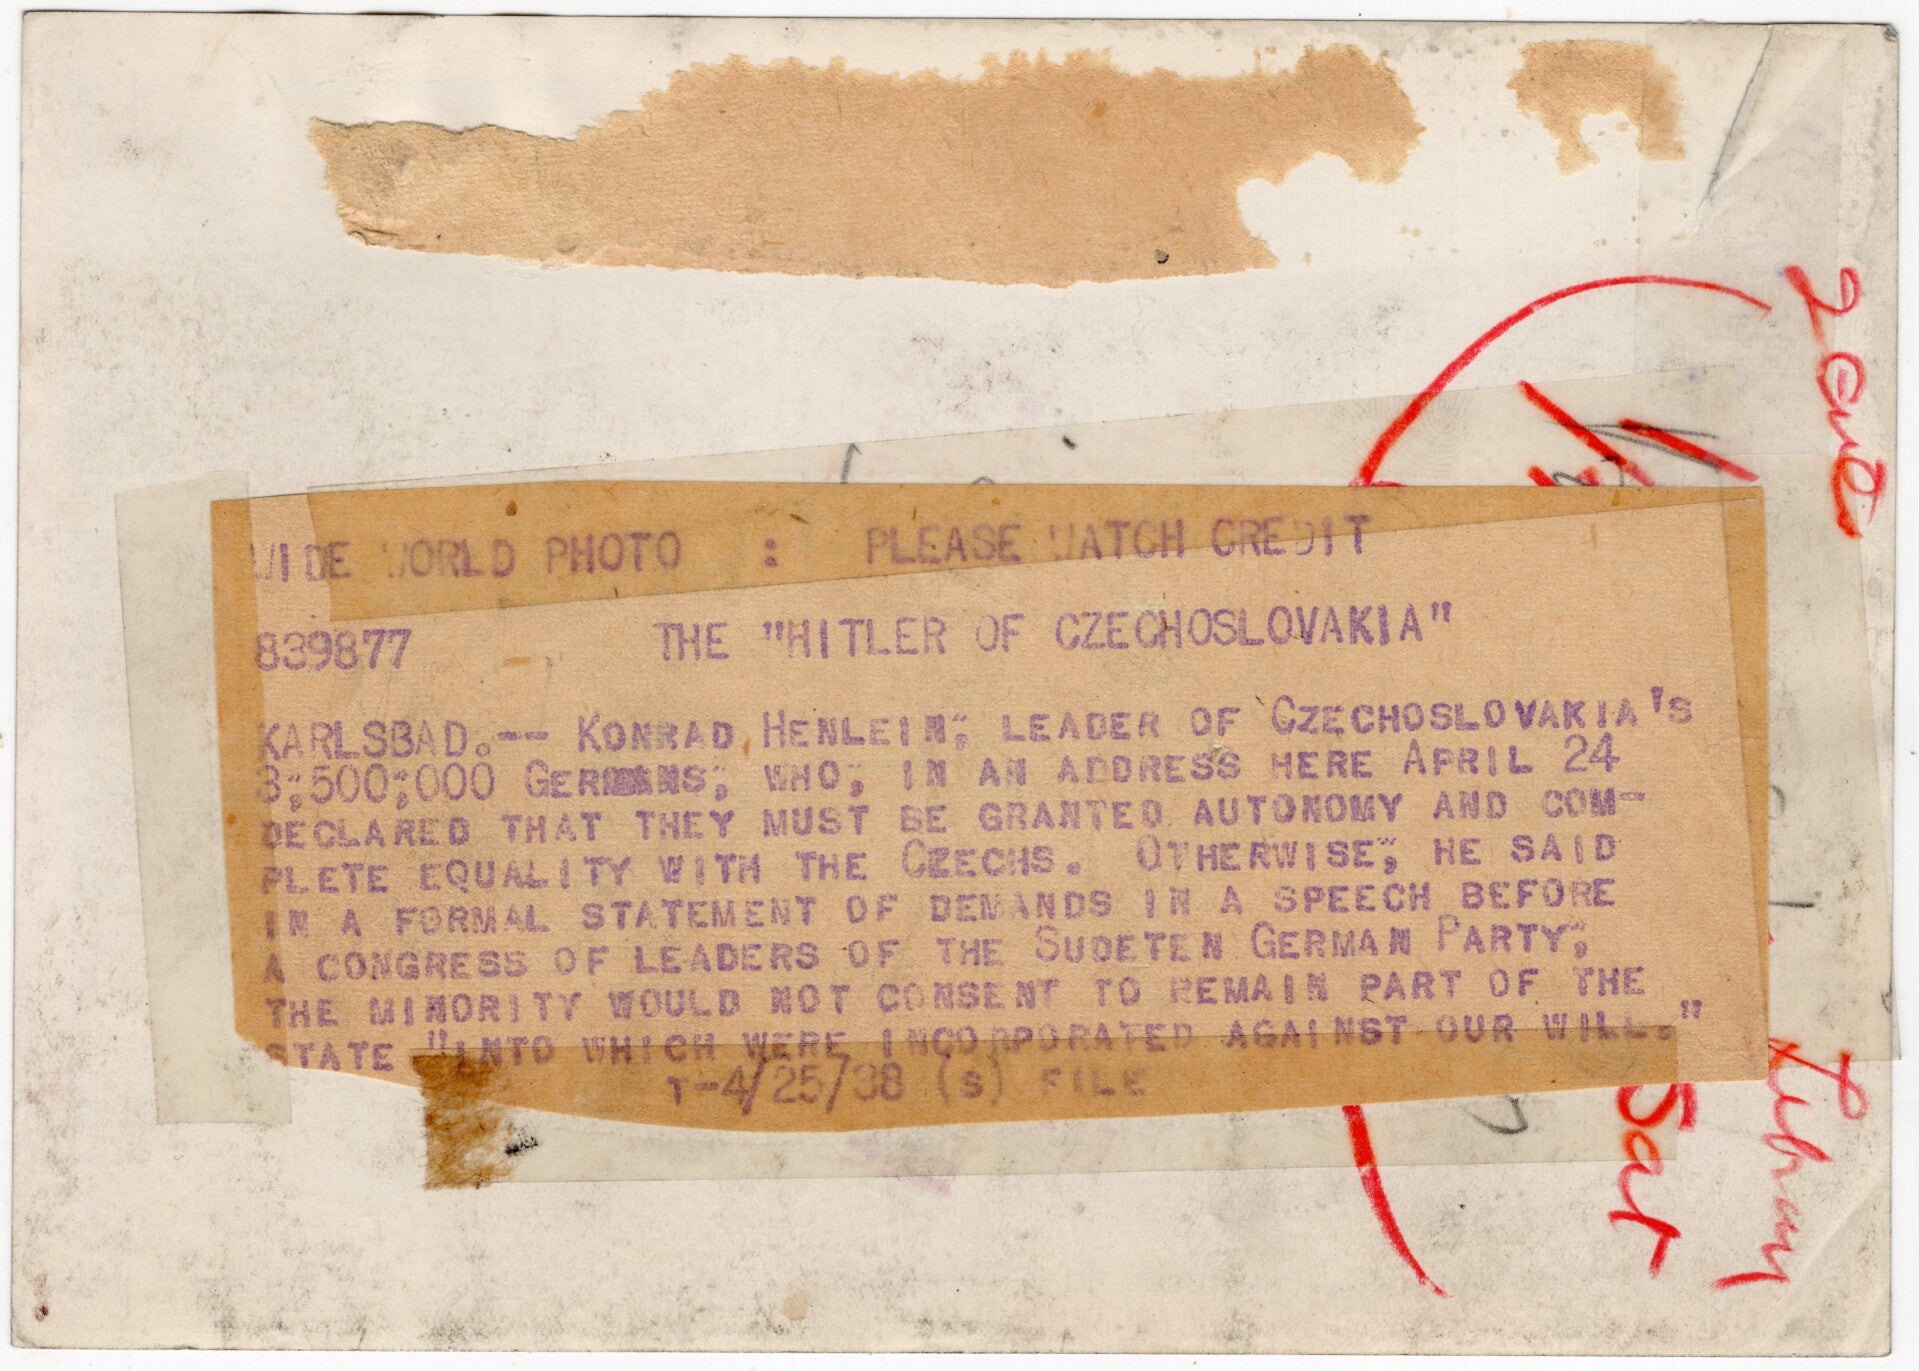 WIDE WORLD PHOTO : PLEASE WATCH CREDIT
839877 THE "HITLER OF CZECHOSLOVAKIA"
KARLSBAD.-- KONRAD HENLEIN, LEADER OF CZECHOSLOVAKIA'S
3,500,000 GERMANS, WHO, IN AN ADDRESS HERE APRIL 24
DECLARED THAT THEY MUST BE GRANTED AUTONOMY AND COM-
PLETE EQUALITY WITH THE CZECHS. OTHERWISE, HE SAID
IN A FORMAL STATEMENT OF DEMANDS IN A SPEECH BEFORE
A CONGRESS OF LEADERS OF THE SUDETEN GERMAN PARTY,
THE MINORITY WOULD NOT CONSENT TO REMAIN PART OF THE
STATE "INTO WHICH WERE INCORPORATED AGAINST OUR WILL."
T-4/25/38 (S) FILE
Sat